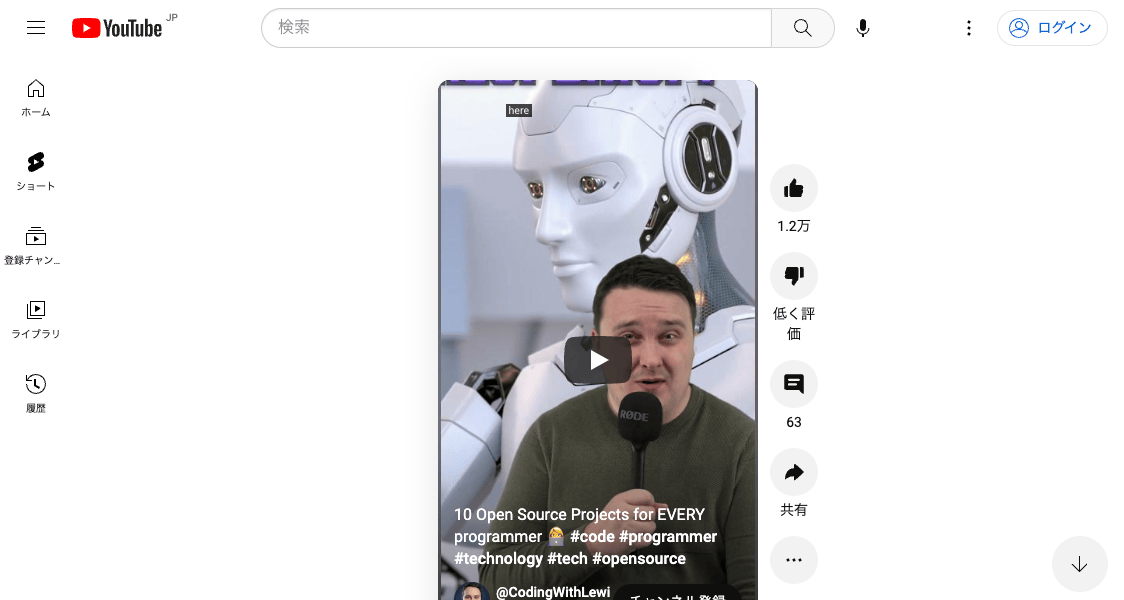 YouTube JP
検索
ログイン
ホーム
ショート
登録チャン...
ライブラリ
履歴
here
RØDE
10 Open Source Projects for EVERY
programmer 🧑‍💻 #code #programmer
#technology #tech #opensource
@CodingWithLewi
チャンネル登録
1.2万
低く評
価
63
共有